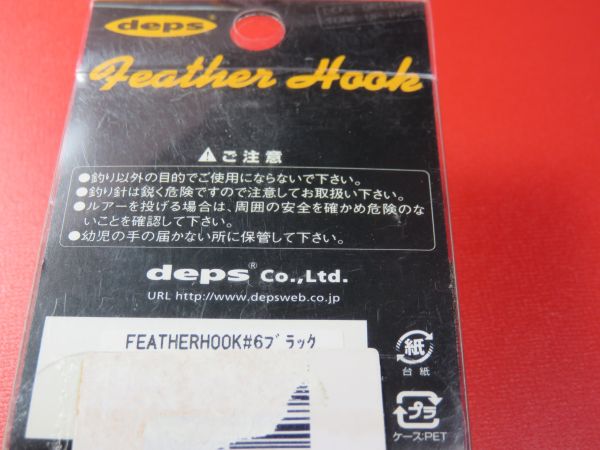 deps
Feather Hook
ご注意
●釣り以外の目的でご使用にならないで下さい。
●釣り針は鋭く危険ですので注意してお取扱い下さい。
●ルアーを投げる場合は、周囲の安全を確かめ危険のな
いことを確認して下さい。
●幼児の手の届かない所に保管して下さい。
deps® Co.,Ltd.
URL http://www.depsweb.co.jp
FEATHERHOOK#6ブラック
紙
台紙
プラ
ケース:PET